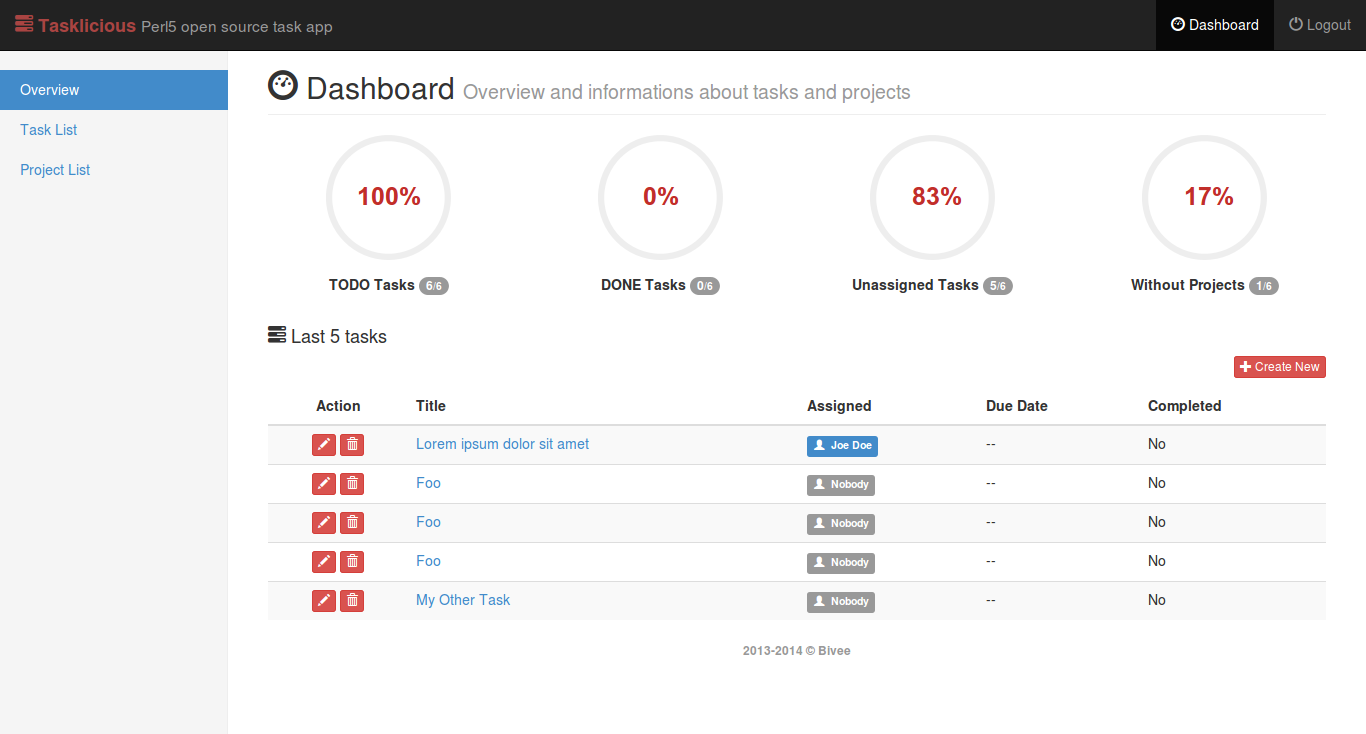 Tasklicious Perl5 open source task app Dashboard Logout
Overview
Task List
Project List
Dashboard Overview and informations about tasks and projects
100% 0% 83% 17%
TODO Tasks 6/6 DONE Tasks 0/6 Unassigned Tasks 5/6 Without Projects 1/6
Last 5 tasks
Create New
Action Title Assigned Due Date Completed
Lorem ipsum dolor sit amet Joe Doe -- No
Foo Nobody -- No
Foo Nobody -- No
Foo Nobody -- No
My Other Task Nobody -- No
2013-2014 © Bivee